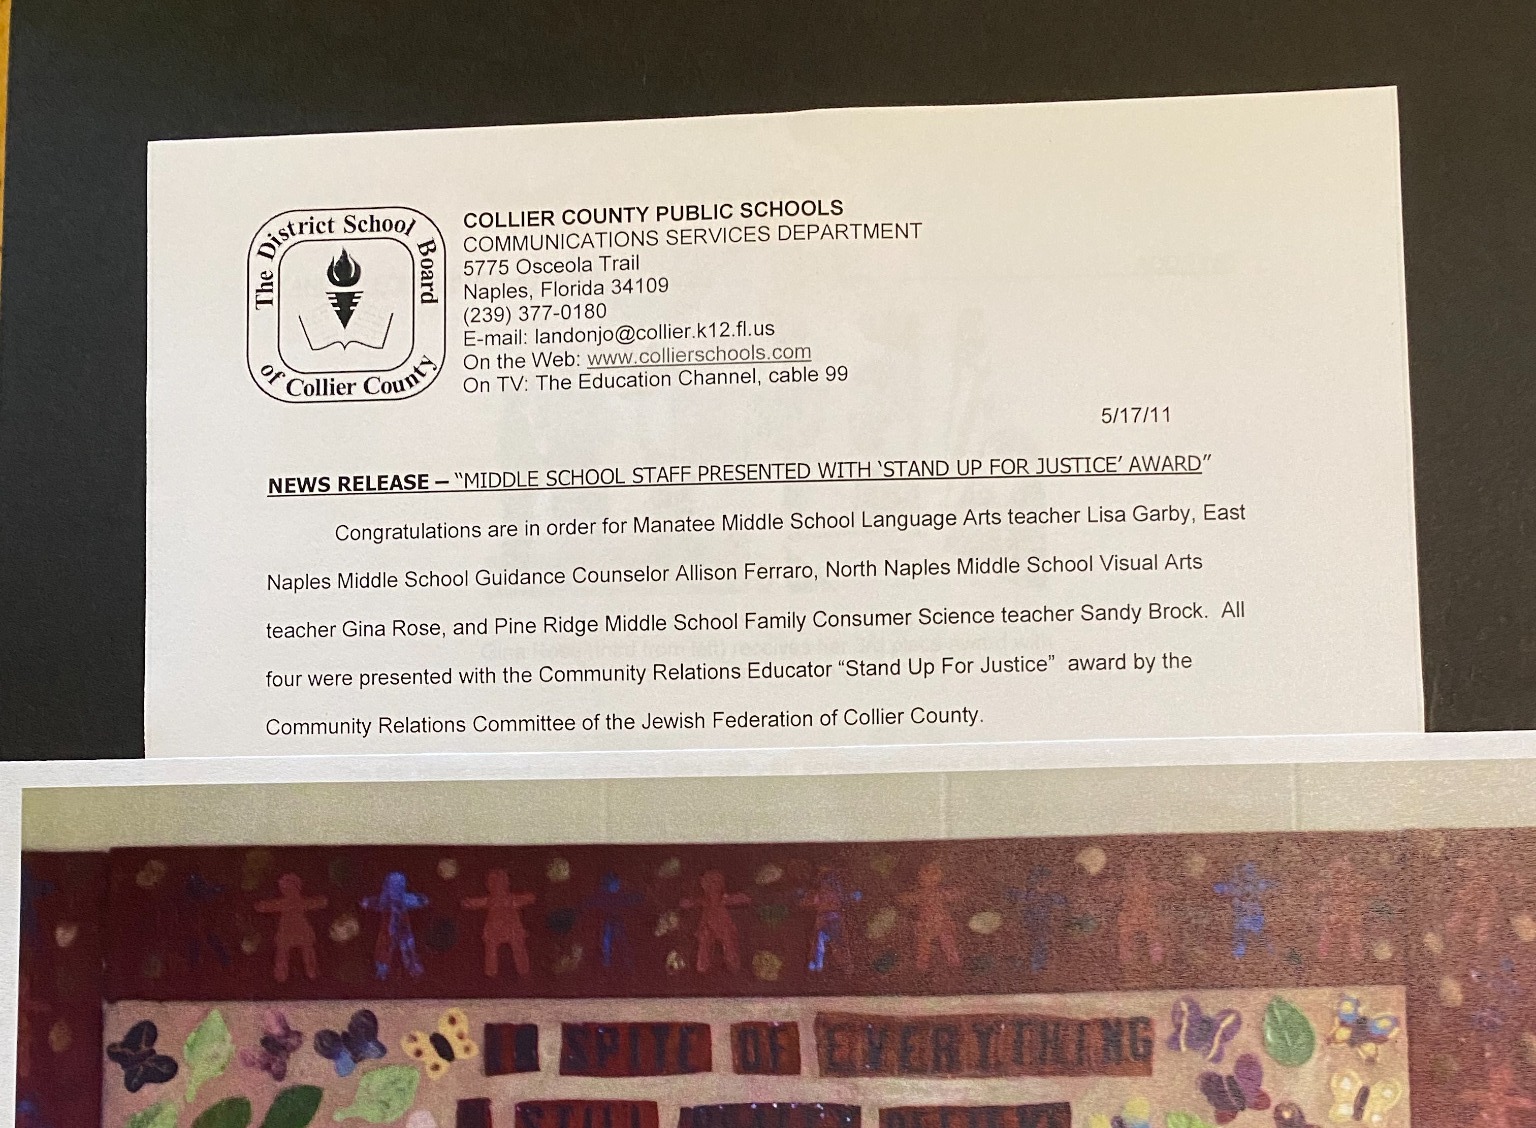 The District School Board
of Collier County
COLLIER COUNTY PUBLIC SCHOOLS
COMMUNICATIONS SERVICES DEPARTMENT
5775 Osceola Trail
Naples, Florida 34109
(239) 377-0180
E-mail: landonjo@collier.k12.fl.us
On the Web: www.collierschools.com
On TV: The Education Channel, cable 99
5/17/11
NEWS RELEASE – “MIDDLE SCHOOL STAFF PRESENTED WITH ‘STAND UP FOR JUSTICE’ AWARD”
Congratulations are in order for Manatee Middle School Language Arts teacher Lisa Garby, East
Naples Middle School Guidance Counselor Allison Ferraro, North Naples Middle School Visual Arts
teacher Gina Rose, and Pine Ridge Middle School Family Consumer Science teacher Sandy Brock.  All
four were presented with the Community Relations Educator “Stand Up For Justice”  award by the
Community Relations Committee of the Jewish Federation of Collier County.
IN SPITE OF EVERYTHING